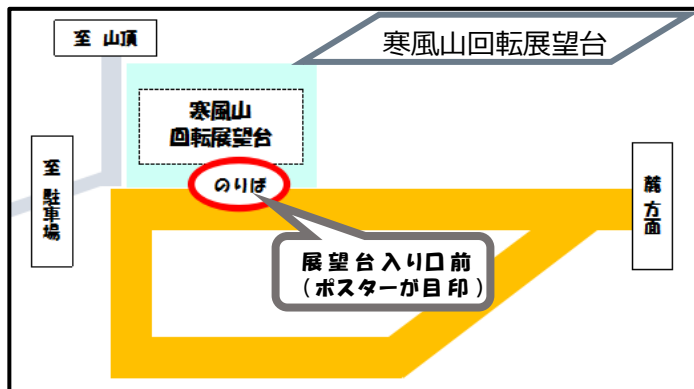 至 山頂
寒風山回転展望台
寒風山
回転展望台
のりば
至 駐車場
麓方面
展望台入り口前
（ポスターが目印）